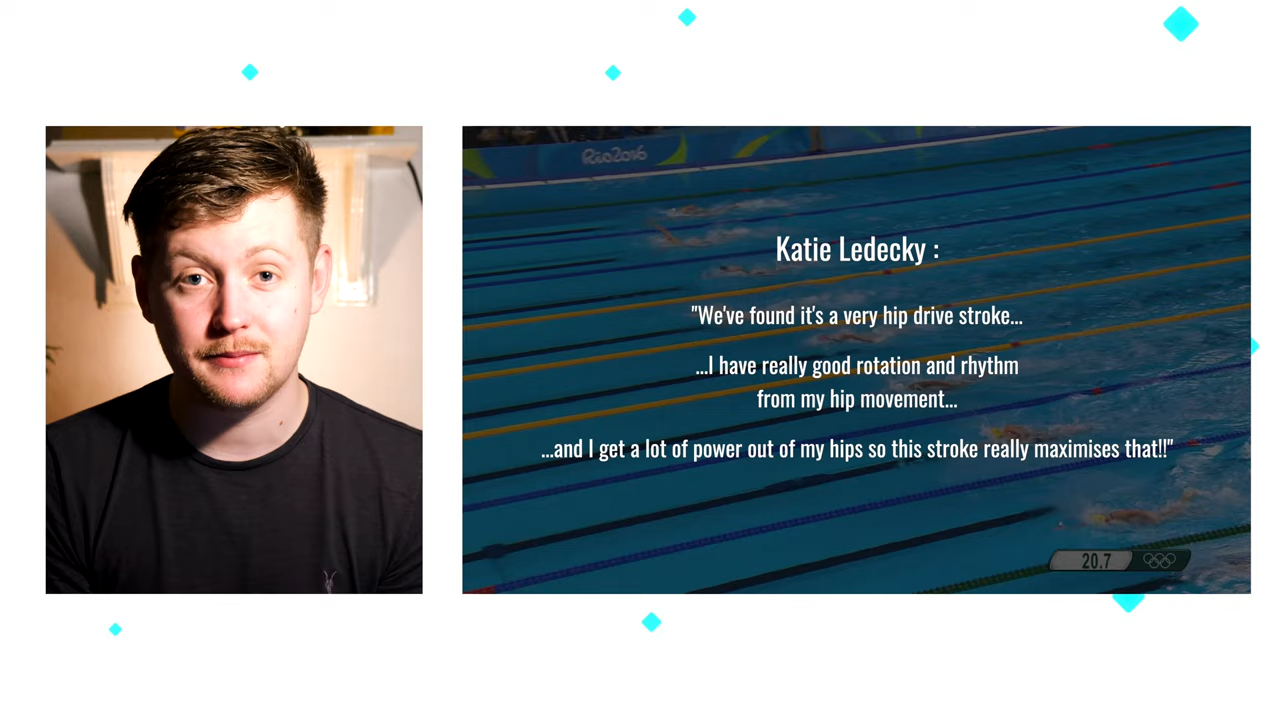 Rio2016
Katie Ledecky :
"We've found it's a very hip drive stroke...
...I have really good rotation and rhythm
from my hip movement...
...and I get a lot of power out of my hips so this stroke really maximises that!!"
20.7